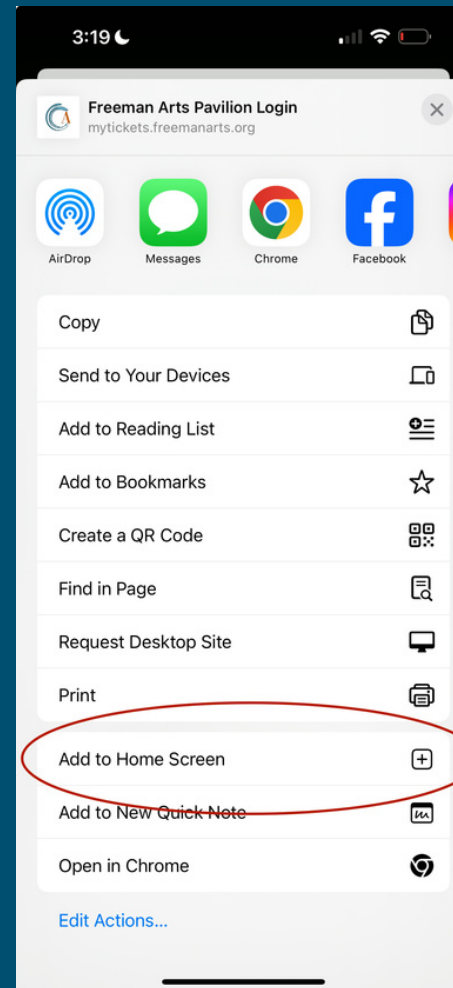 3:19
Freeman Arts Pavilion Login
mytickets.freemanarts.org
AirDrop
Messages
Chrome
Facebook
Copy
Send to Your Devices
Add to Reading List
Add to Bookmarks
Create a QR Code
Find in Page
Request Desktop Site
Print
Add to Home Screen
Add to New Quick Note
Open in Chrome
Edit Actions...